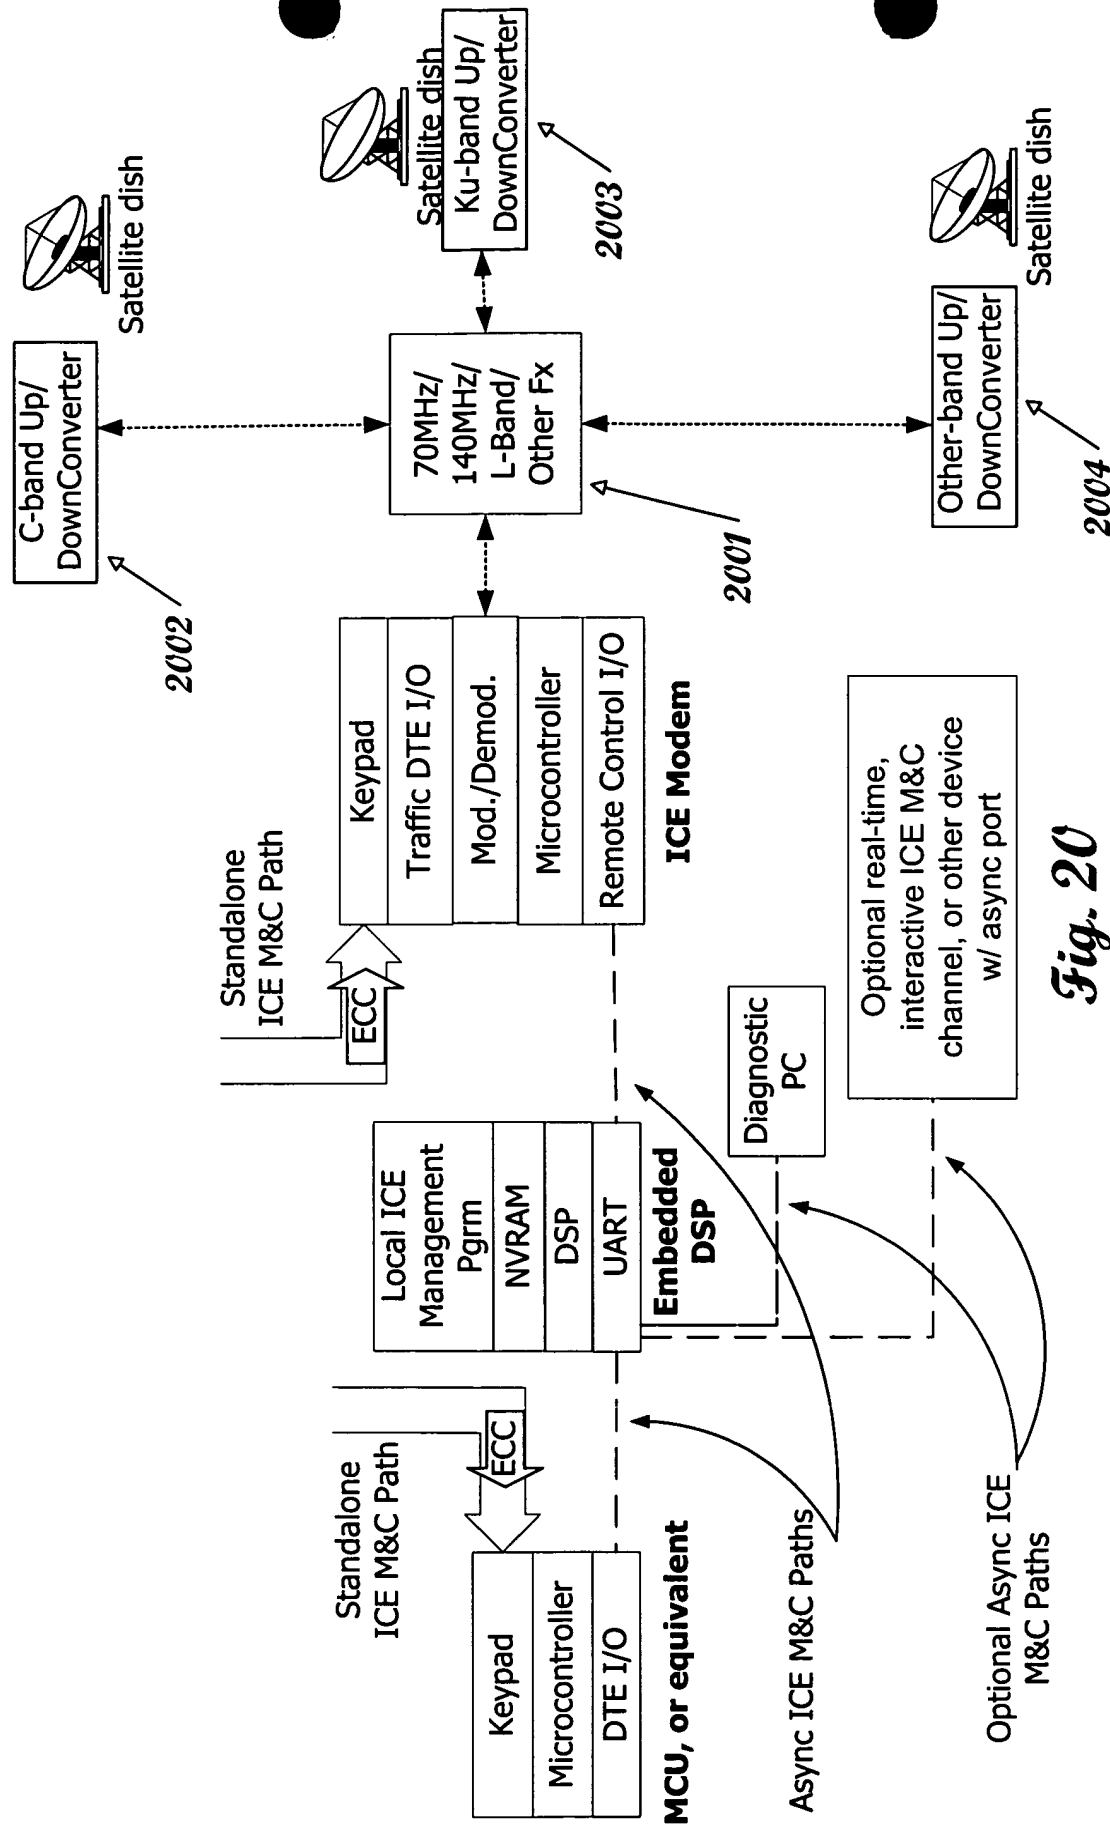 C-band Up/
DownConverter
Satellite dish
2002
Satellite dish
Ku-band Up/
DownConverter
2003
70MHz/
140MHz/
L-Band/
Other Fx
2001
Other-band Up/
DownConverter
Satellite dish
2004
Standalone
ICE M&C Path
ECC
Keypad
Traffic DTE I/O
Mod./Demod.
Microcontroller
Remote Control I/O
ICE Modem
Local ICE
Management
Pgrm
NVRAM
DSP
UART
Embedded
DSP
Diagnostic
PC
Optional real-time,
interactive ICE M&C
channel, or other device
w/ async port
Standalone
ICE M&C Path
ECC
Keypad
Microcontroller
DTE I/O
MCU, or equivalent
Async ICE M&C Paths
Optional Async ICE
M&C Paths
Fig. 20